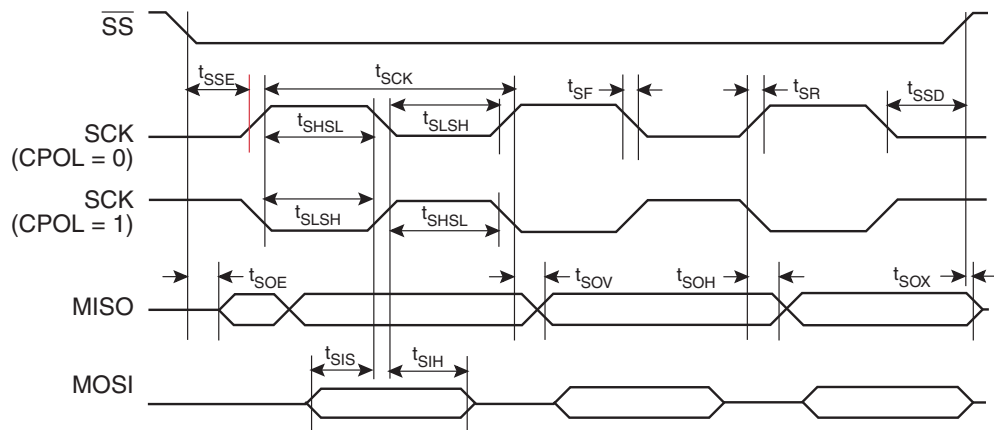 SS
tSSE
tSCK
tSF
tSR
tSSD
SCK
(CPOL = 0)
tSHSL
tSLSH
SCK
(CPOL = 1)
tSLSH
tSHSL
tSOE
tSOV
tSOH
tSOX
MISO
tSIS
tSIH
MOSI